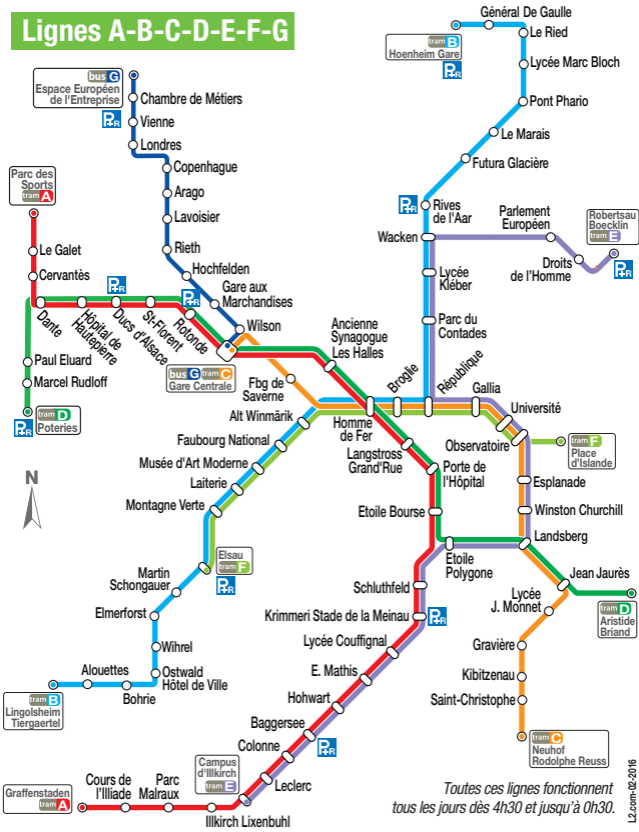 Lignes A-B-C-D-E-F-G
Général De Gaulle
tram B
Hoenheim Gare
P+R
Le Ried
Lycée Marc Bloch
Pont Phario
Le Marais
Futura Glacière
P+R
Rives
de l'Aar
Wacken
Parlement
Européen
Robertsau
Boecklin
tram E
P+R
Droits
de l'Homme
Lycée
Kléber
Parc du
Contades
bus G
Espace Européen
de l'Entreprise
P+R
Chambre de Métiers
Vienne
Londres
Copenhague
Arago
Lavoisier
Rieth
Hochfelden
Gare aux
Marchandises
Wilson
Parc des
Sports
tram A
Le Galet
Cervantès
P+R
P+R
Dante
Hôpital de
Hautepierre
Ducs d'Alsace
St-Florent
Rotonde
bus G tram C
Gare Centrale
Paul Eluard
Marcel Rudloff
P+R
tram D
Poteries
Ancienne
Synagogue
Les Halles
Fbg de
Saverne
Broglie
République
Gallia
Université
Alt Winmärik
Homme
de Fer
Observatoire
tram F
Place
d'Islande
Faubourg National
Musée d'Art Moderne
Laiterie
Montagne Verte
Langstross
Grand'Rue
Porte de
l'Hôpital
Esplanade
Winston Churchill
Etoile Bourse
Landsberg
N
Elsau
tram F
P+R
Etoile
Polygone
Jean Jaurès
Martin
Schongauer
Schluthfeld
Lycée
J. Monnet
tram D
Aristide
Briand
Elmerforst
Krimmeri Stade de la Meinau
P+R
Wihrel
Lycée Couffignal
Gravière
Alouettes
Ostwald
Hôtel de Ville
E. Mathis
Kibitzenau
tram B
Lingolsheim
Tiergaertel
Bohrie
Hohwart
Saint-Christophe
Baggersee
P+R
tram C
Neuhof
Rodolphe Reuss
Colonne
Campus
d'Illkirch
tram E
Leclerc
Graffenstaden
tram A
Cours de
l'Illiade
Parc
Malraux
Illkirch Lixenbuhl
Toutes ces lignes fonctionnent
tous les jours dès 4h30 et jusqu'à 0h30.
L2.com-02-2016